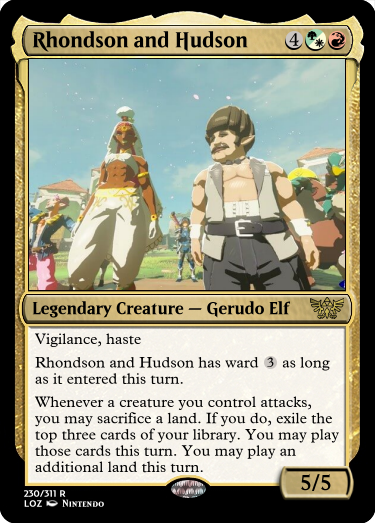 Rhondson and Hudson 4
Legendary Creature — Gerudo Elf
Vigilance, haste
Rhondson and Hudson has ward 3 as long
as it entered this turn.
Whenever a creature you control attacks,
you may sacrifice a land. If you do, exile the
top three cards of your library. You may play
those cards this turn. You may play an
additional land this turn.
5/5
230/311 R
LOZ Nintendo